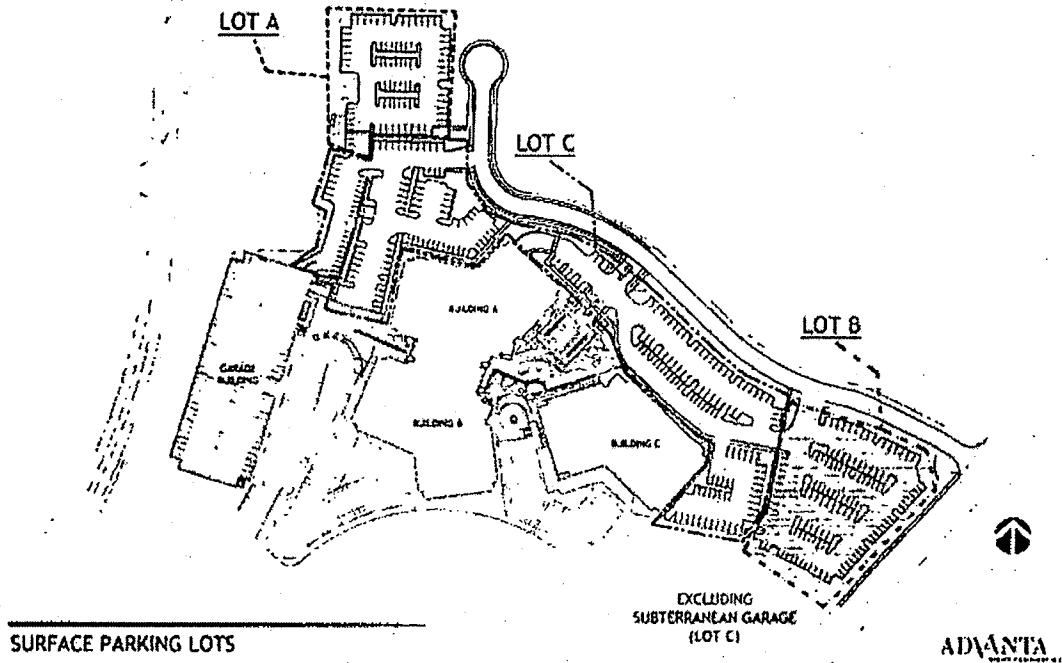 LOT A
LOT C
BUILDING A
LOT B
GARAGE
BUILDING
BUILDING B
BUILDING C
EXCLUDING
SUBTERRANEAN GARAGE
(LOT C)
SURFACE PARKING LOTS
ADVANTA